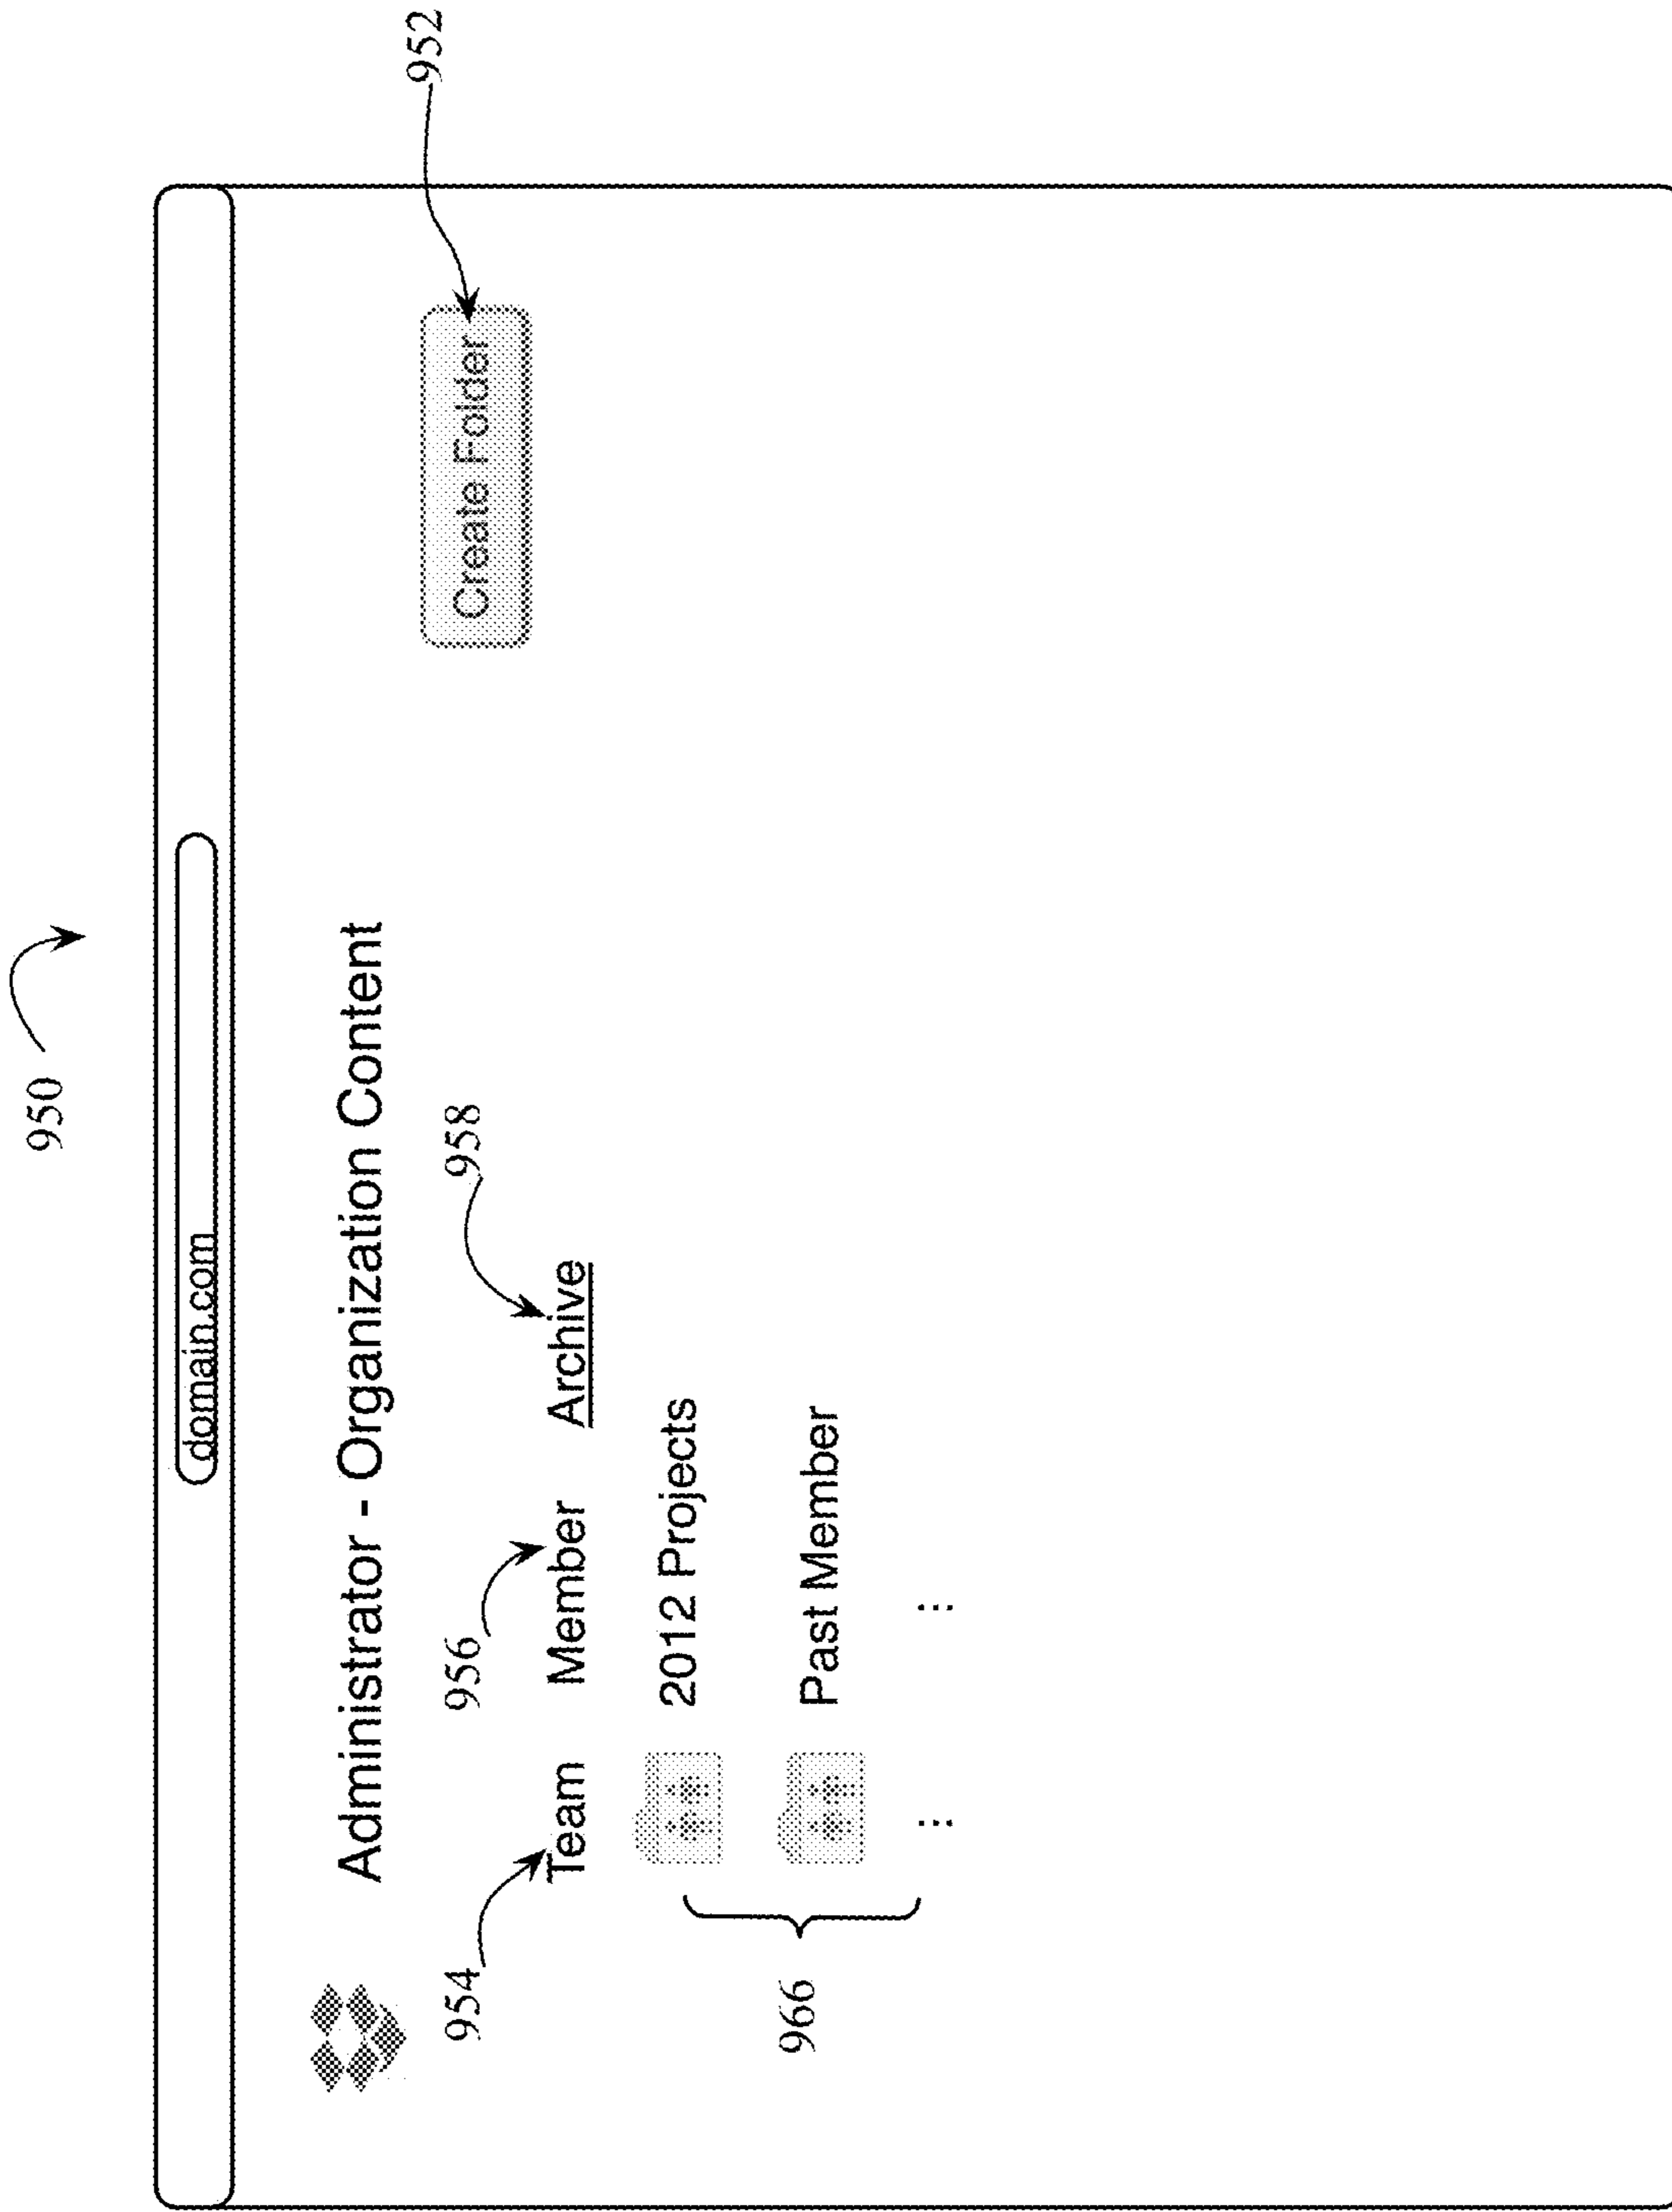 950
952
domain.com
Administrator - Organization Content
Create Folder
954
956
958
Team Member Archive
2012 Projects
966
Past Member
⋮ ⋮